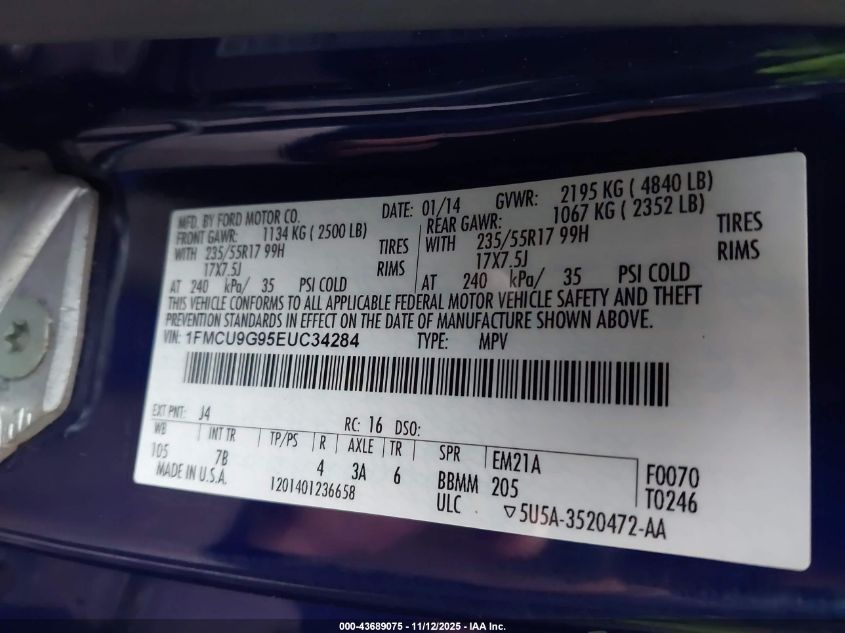 MFD. BY FORD MOTOR CO. DATE: 01/14 GVWR: 2195 KG ( 4840 LB)
FRONT GAWR: 1134 KG ( 2500 LB) REAR GAWR: 1067 KG ( 2352 LB)
WITH 235/55R17 99H TIRES WITH 235/55R17 99H TIRES
17X7.5J RIMS 17X7.5J RIMS
AT 240 kPa/ 35 PSI COLD AT 240 kPa/ 35 PSI COLD
THIS VEHICLE CONFORMS TO ALL APPLICABLE FEDERAL MOTOR VEHICLE SAFETY AND THEFT
PREVENTION STANDARDS IN EFFECT ON THE DATE OF MANUFACTURE SHOWN ABOVE.
VIN: 1FMCU9G95EUC34284 TYPE: MPV
EXT PNT: J4 RC: 16 DSO:
WB INT TR TP/PS R AXLE TR SPR EM21A F0070
105 7B 4 3A 6 BBMM 205 T0246
MADE IN U.S.A. 1201401236658 ULC ▽5U5A-3520472-AA
000-43689075 - 11/12/2025 - IAA Inc.